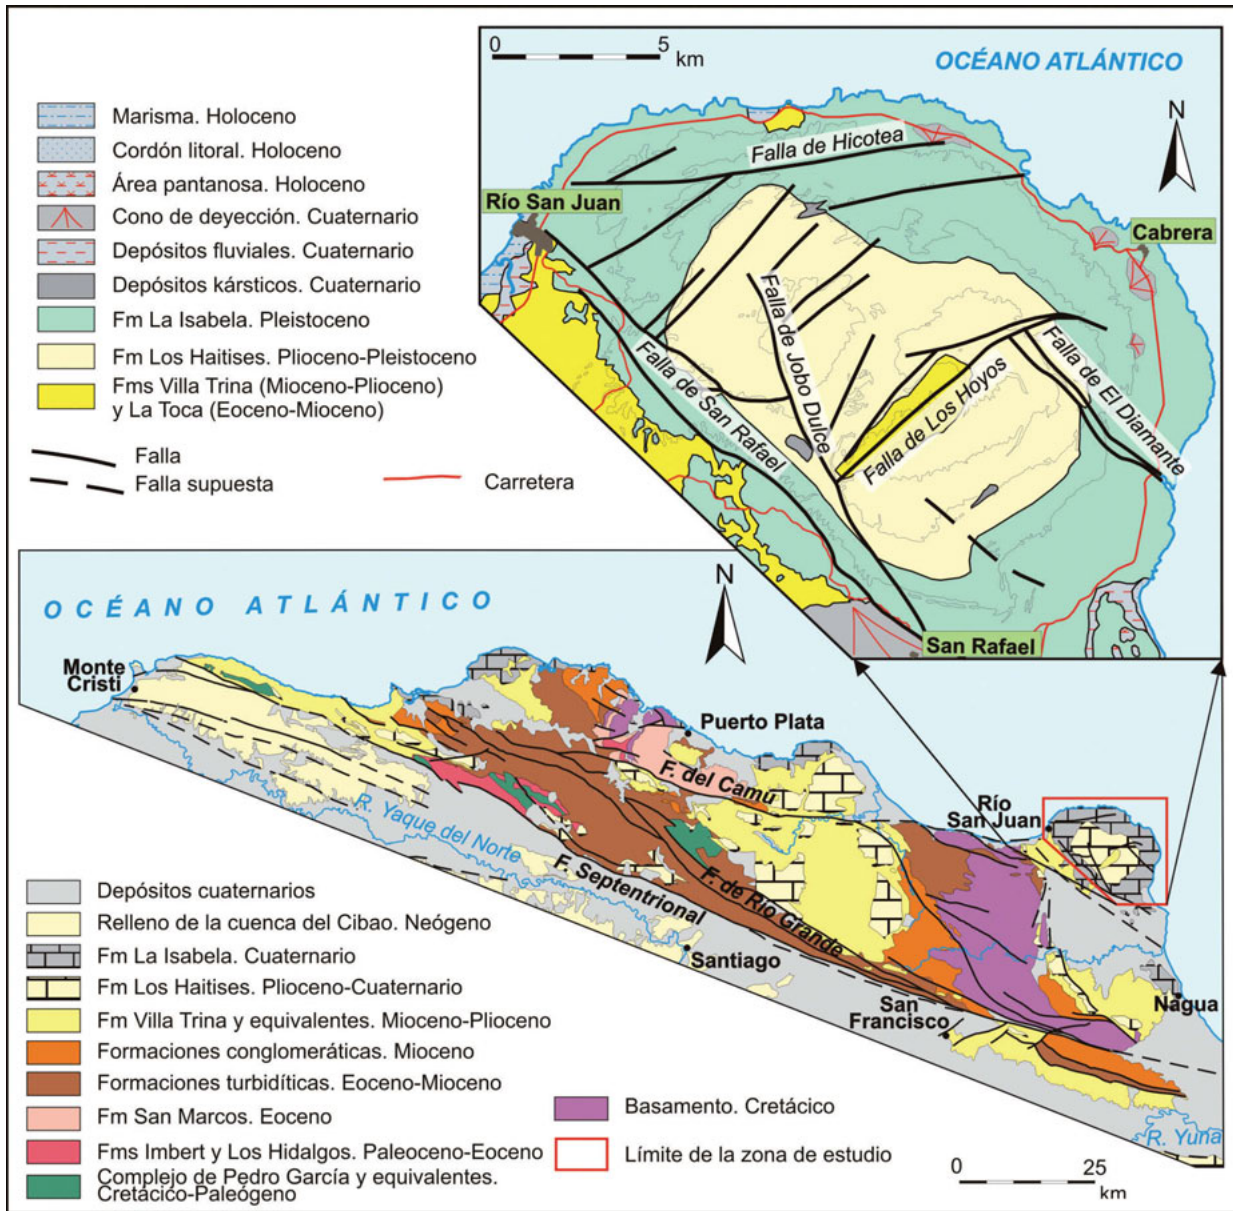 0 5
km
OCÉANO ATLÁNTICO
N
Marisma. Holoceno
Cordón litoral. Holoceno
Área pantanosa. Holoceno
Cono de deyección. Cuaternario
Depósitos fluviales. Cuaternario
Depósitos kársticos. Cuaternario
Fm La Isabela. Pleistoceno
Fm Los Haitises. Plioceno-Pleistoceno
Fms Villa Trina (Mioceno-Plioceno)
y La Toca (Eoceno-Mioceno)
Falla
Falla supuesta
Carretera
Falla de Hicotea
Río San Juan
Cabrera
Falla de Jobo Dulce
Falla de San Rafael
Falla de Los Hoyos
Falla de El Diamante
San Rafael
OCÉANO ATLÁNTICO
N
Monte
Cristi
Puerto Plata
F. del Camú
Río
San Juan
R. Yaque del Norte
F. Septentrional
F. de Río Grande
Santiago
San
Francisco
Nagua
R. Yuna
Depósitos cuaternarios
Relleno de la cuenca del Cibao. Neógeno
Fm La Isabela. Cuaternario
Fm Los Haitises. Plioceno-Cuaternario
Fm Villa Trina y equivalentes. Mioceno-Plioceno
Formaciones conglomeráticas. Mioceno
Formaciones turbidíticas. Eoceno-Mioceno
Fm San Marcos. Eoceno
Fms Imbert y Los Hidalgos. Paleoceno-Eoceno
Complejo de Pedro García y equivalentes.
Cretácico-Paleógeno
Basamento. Cretácico
Límite de la zona de estudio
0 25
km